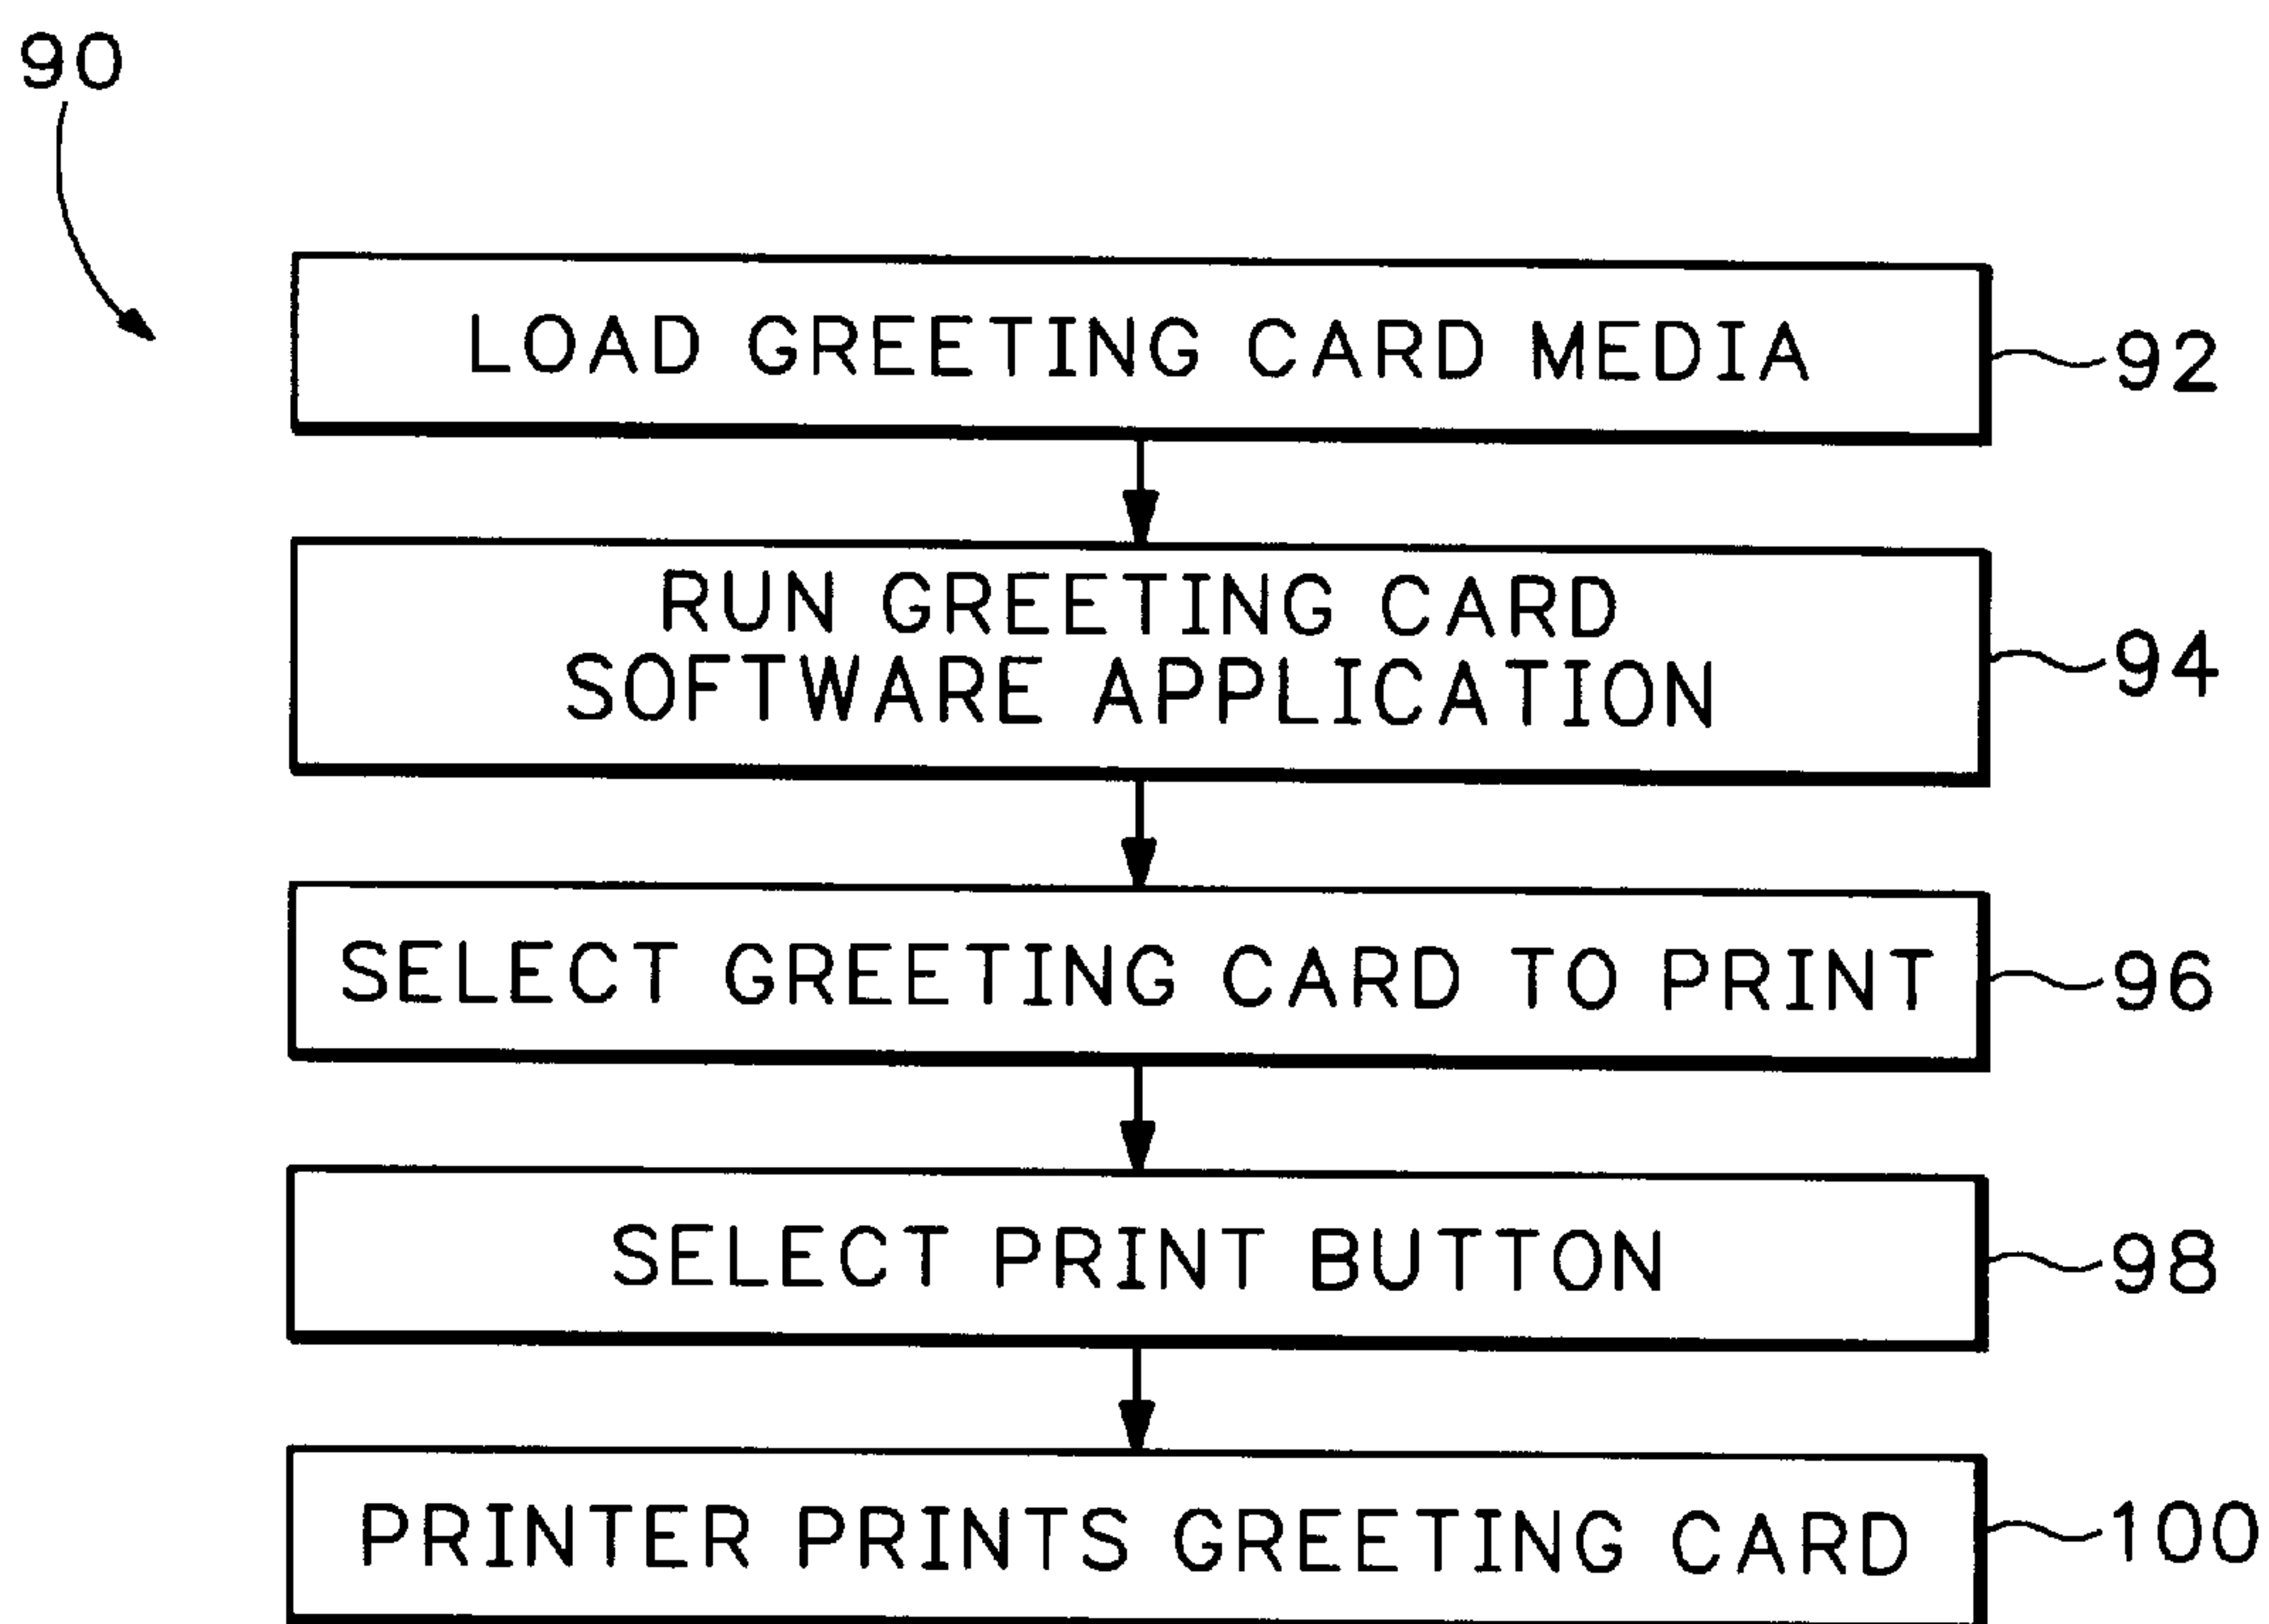 90
LOAD GREETING CARD MEDIA
92
RUN GREETING CARD
SOFTWARE APPLICATION
94
SELECT GREETING CARD TO PRINT
96
SELECT PRINT BUTTON
98
PRINTER PRINTS GREETING CARD
100